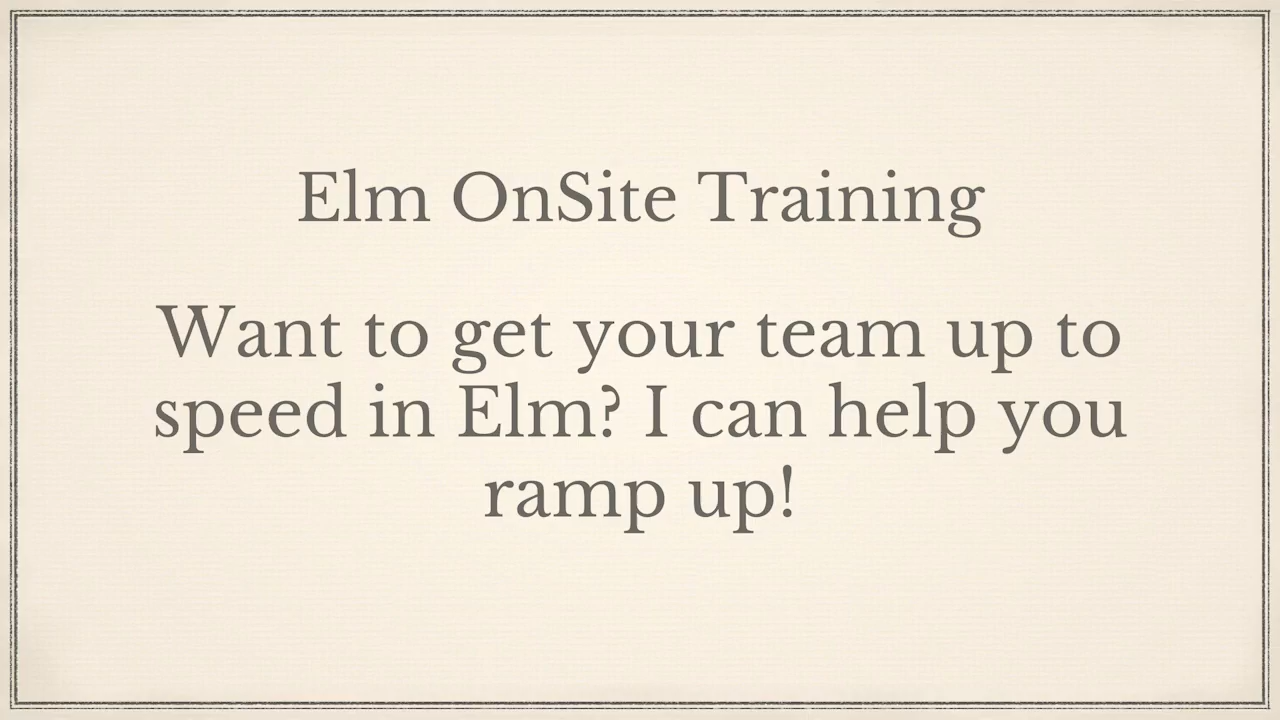 Elm OnSite Training
Want to get your team up to
speed in Elm? I can help you
ramp up!